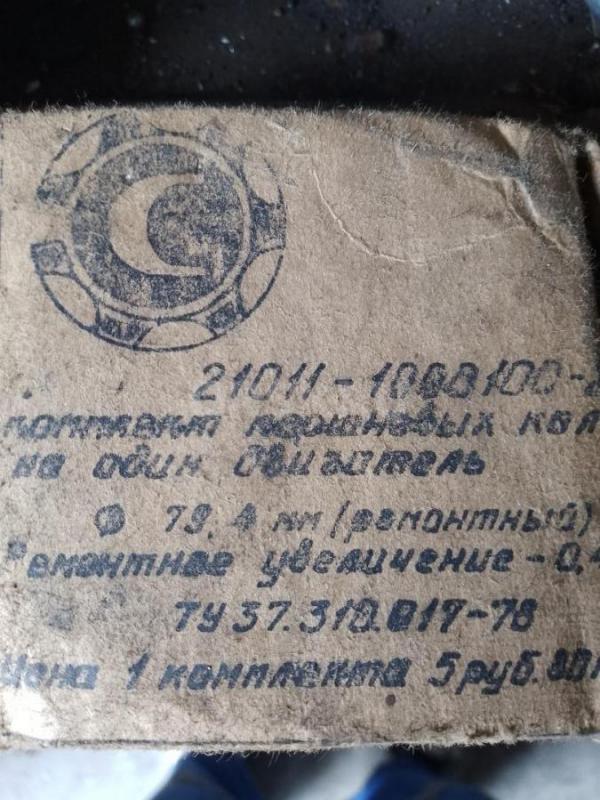 21011-1000100-
комплект поршневых кол
на один двигатель
ф 79,4 мм (ремонтный)
Ремонтное увеличение-0,4
ТУ 37.310.017-78
Цена 1 комплекта 5 руб. 80